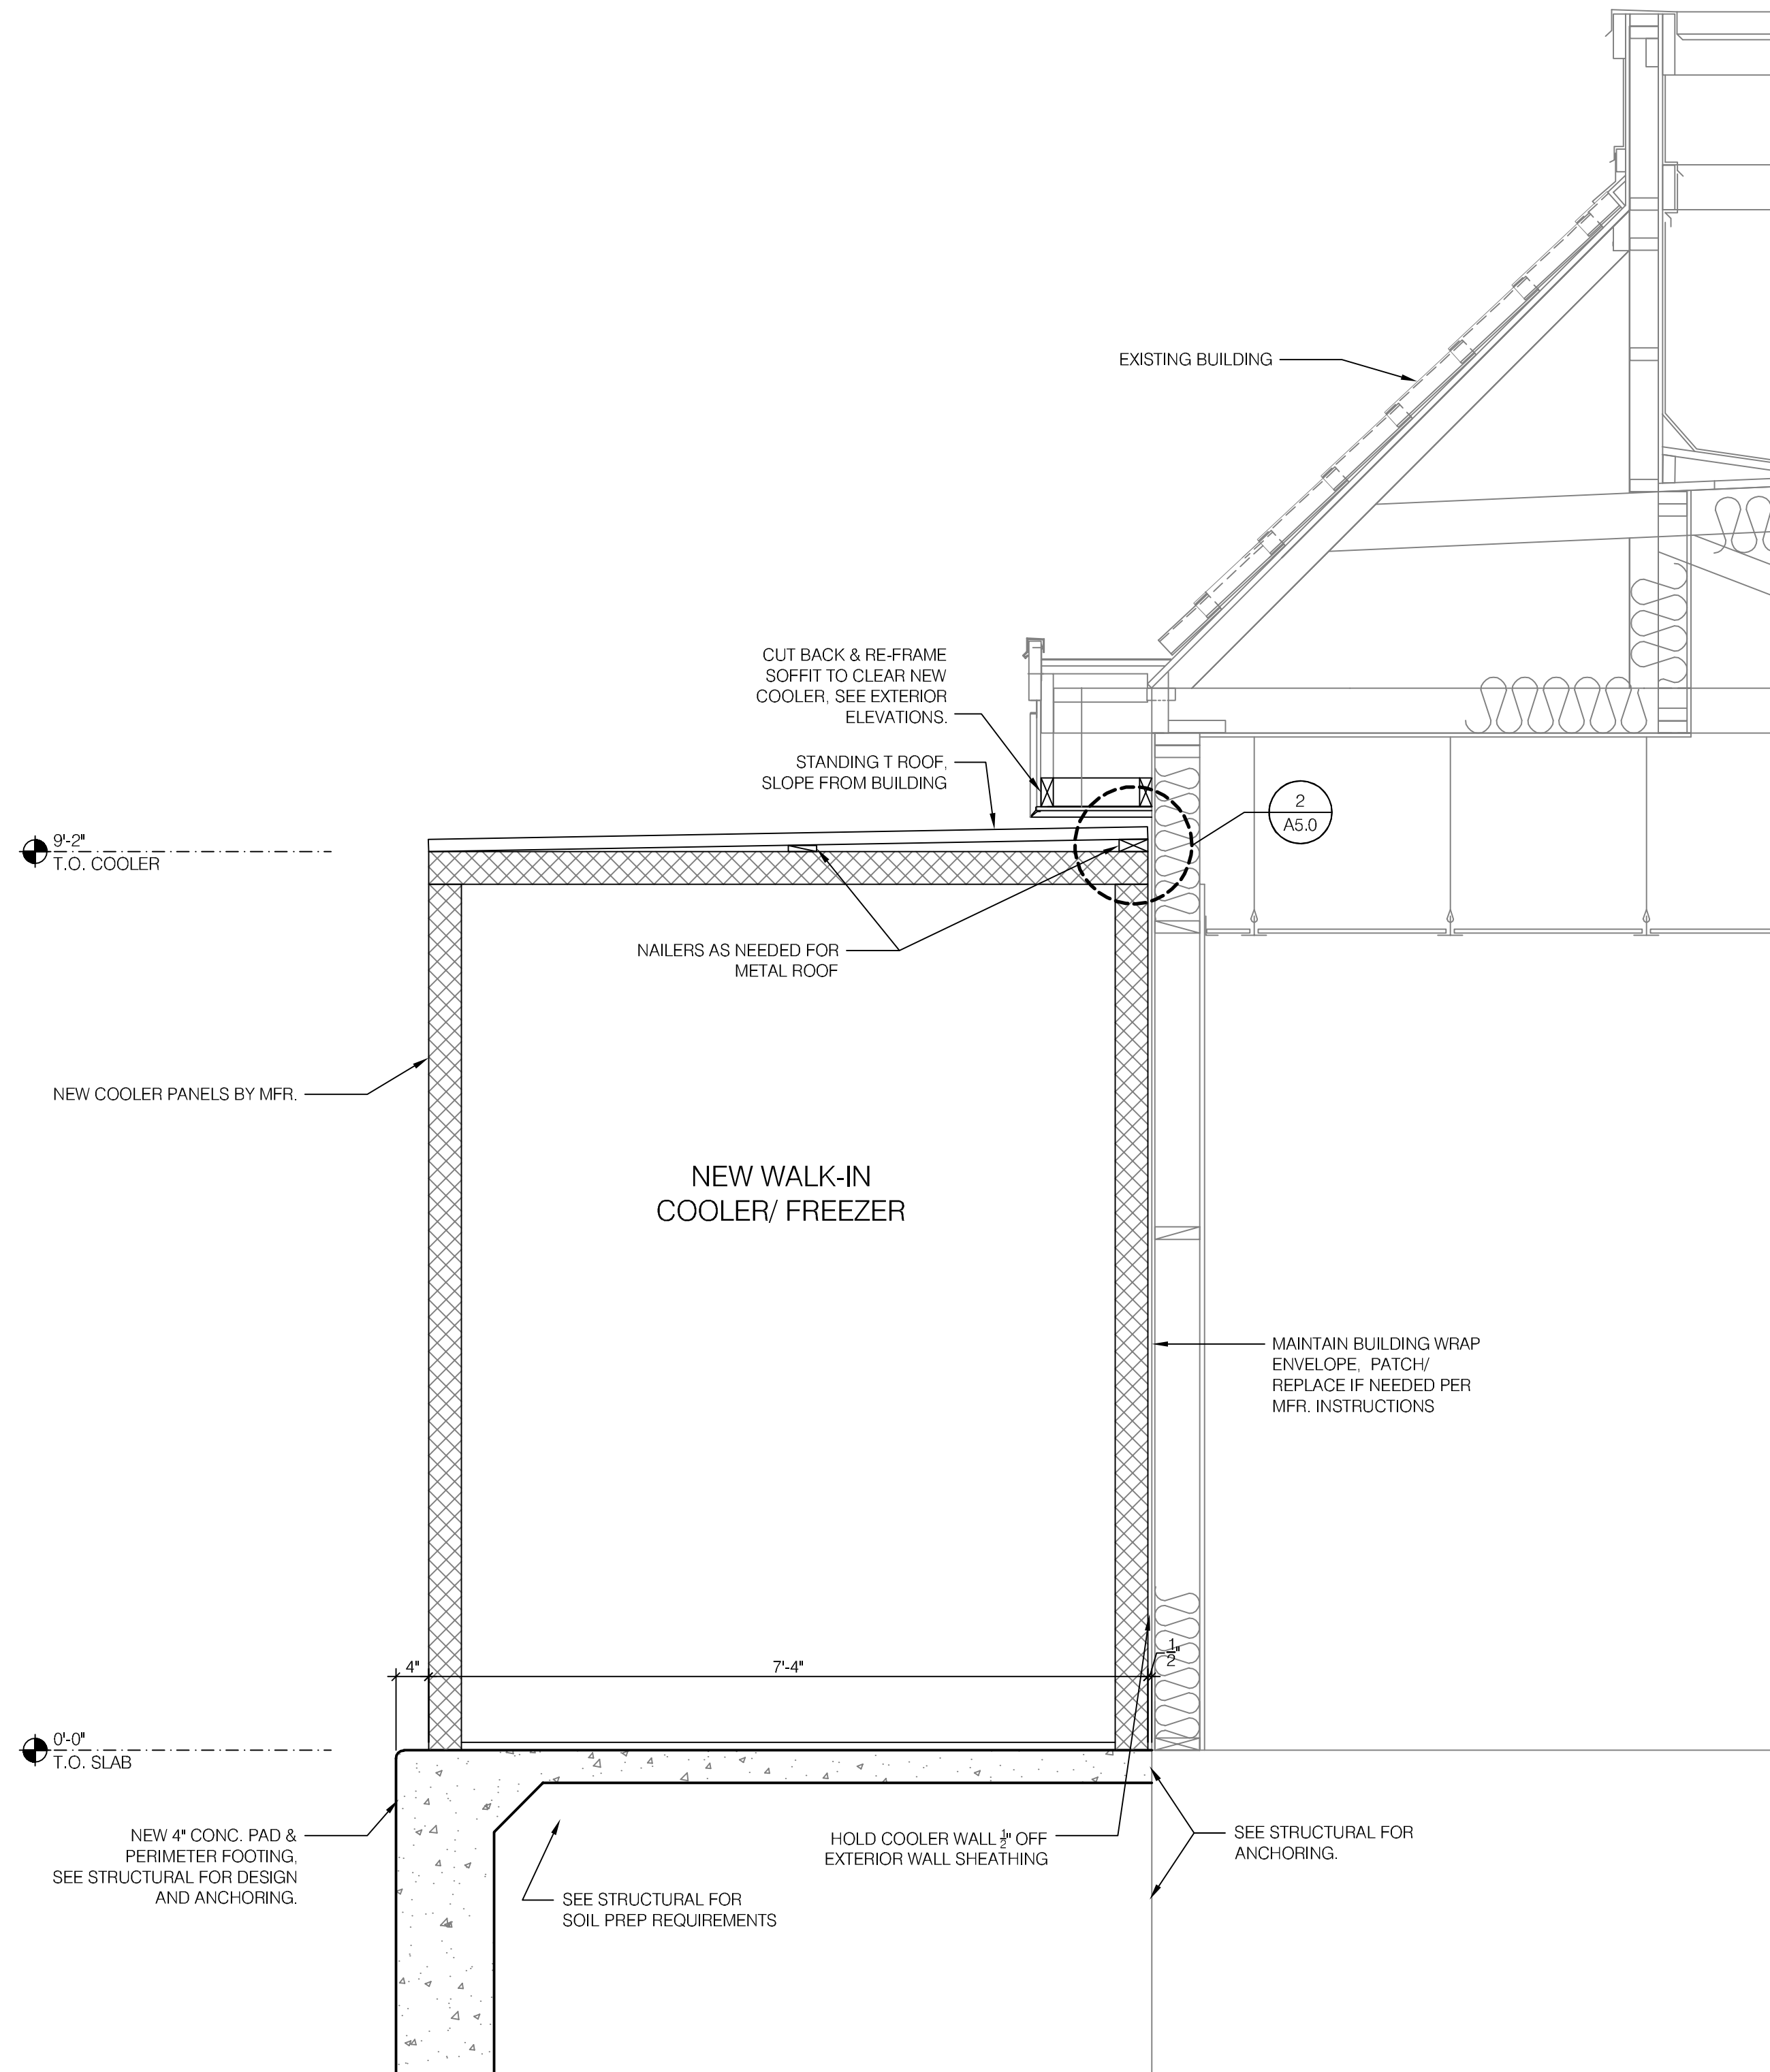 EXISTING BUILDING
CUT BACK & RE-FRAME
SOFFIT TO CLEAR NEW
COOLER, SEE EXTERIOR
ELEVATIONS.
STANDING T ROOF,
SLOPE FROM BUILDING
2
A5.0
9'-2"
T.O. COOLER
NAILERS AS NEEDED FOR
METAL ROOF
NEW COOLER PANELS BY MFR.
NEW WALK-IN
COOLER/ FREEZER
MAINTAIN BUILDING WRAP
ENVELOPE, PATCH/
REPLACE IF NEEDED PER
MFR. INSTRUCTIONS
4"
7'-4"
1/2"
0'-0"
T.O. SLAB
NEW 4" CONC. PAD &
PERIMETER FOOTING,
SEE STRUCTURAL FOR DESIGN
AND ANCHORING.
HOLD COOLER WALL 1/2" OFF
EXTERIOR WALL SHEATHING
SEE STRUCTURAL FOR
ANCHORING.
SEE STRUCTURAL FOR
SOIL PREP REQUIREMENTS